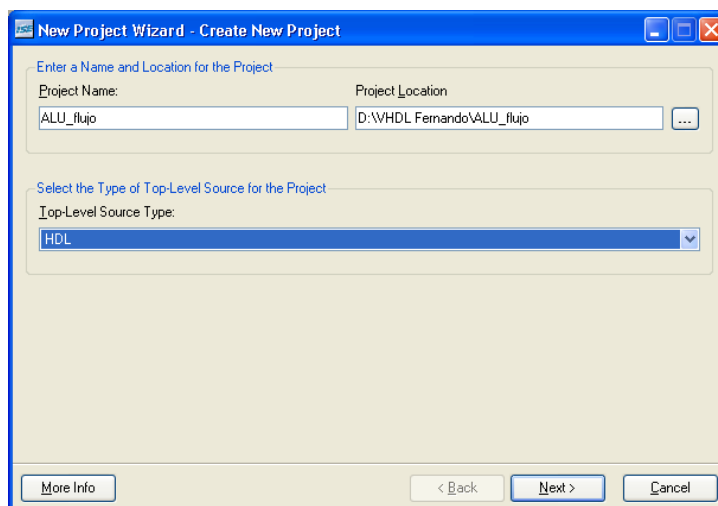 ISE New Project Wizard - Create New Project
Enter a Name and Location for the Project
Project Name: Project Location
ALU_flujo D:\VHDL Fernando\ALU_flujo ...
Select the Type of Top-Level Source for the Project
Top-Level Source Type:
HDL
More Info < Back Next > Cancel